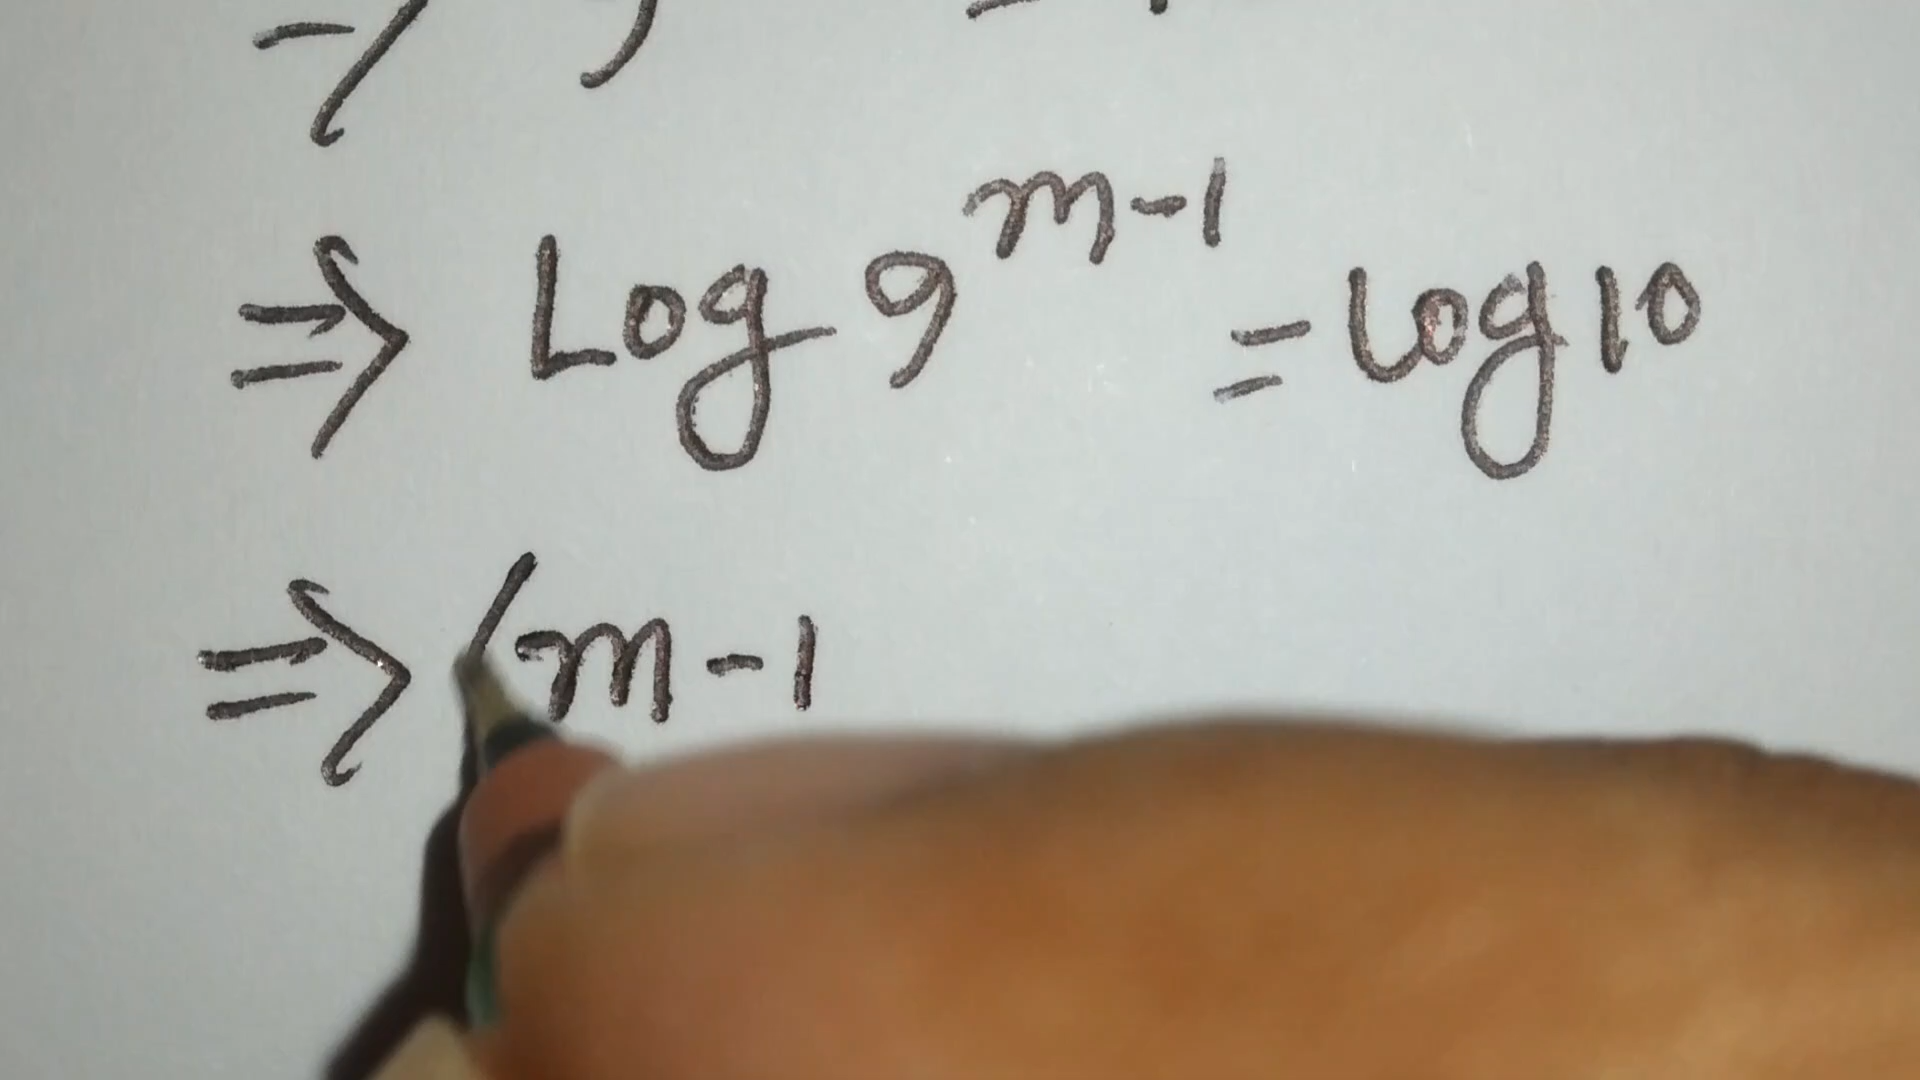 ⇒ Log 9^{m-1} = log 10
⇒ (m-1